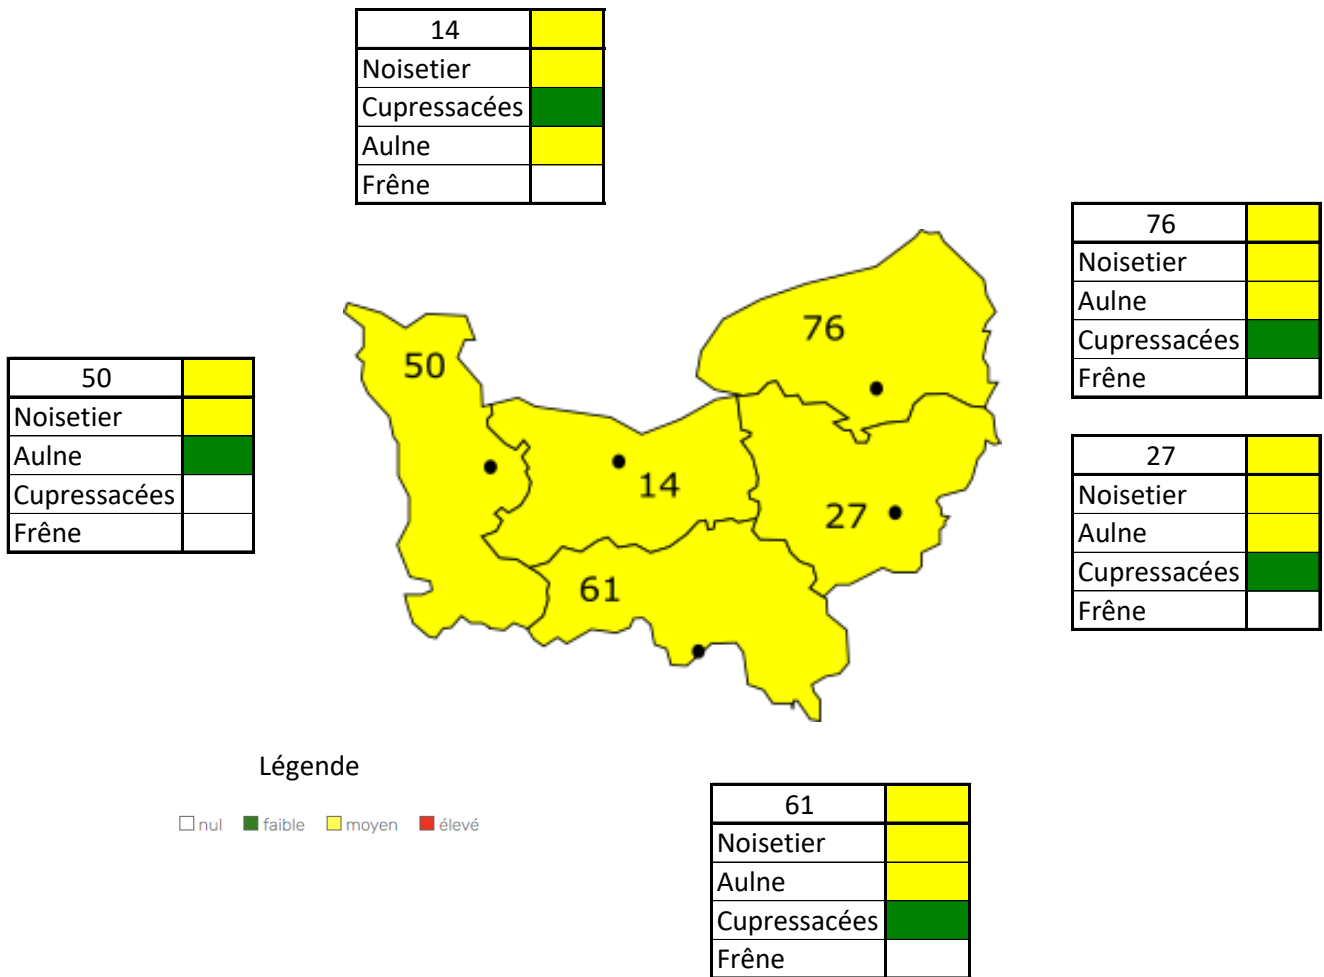 14
Noisetier
Cupressacées
Aulne
Frêne
76
Noisetier
Aulne
Cupressacées
Frêne
50
Noisetier
Aulne
Cupressacées
Frêne
76
50
14
27
61
27
Noisetier
Aulne
Cupressacées
Frêne
Légende
nul faible moyen élevé
61
Noisetier
Aulne
Cupressacées
Frêne